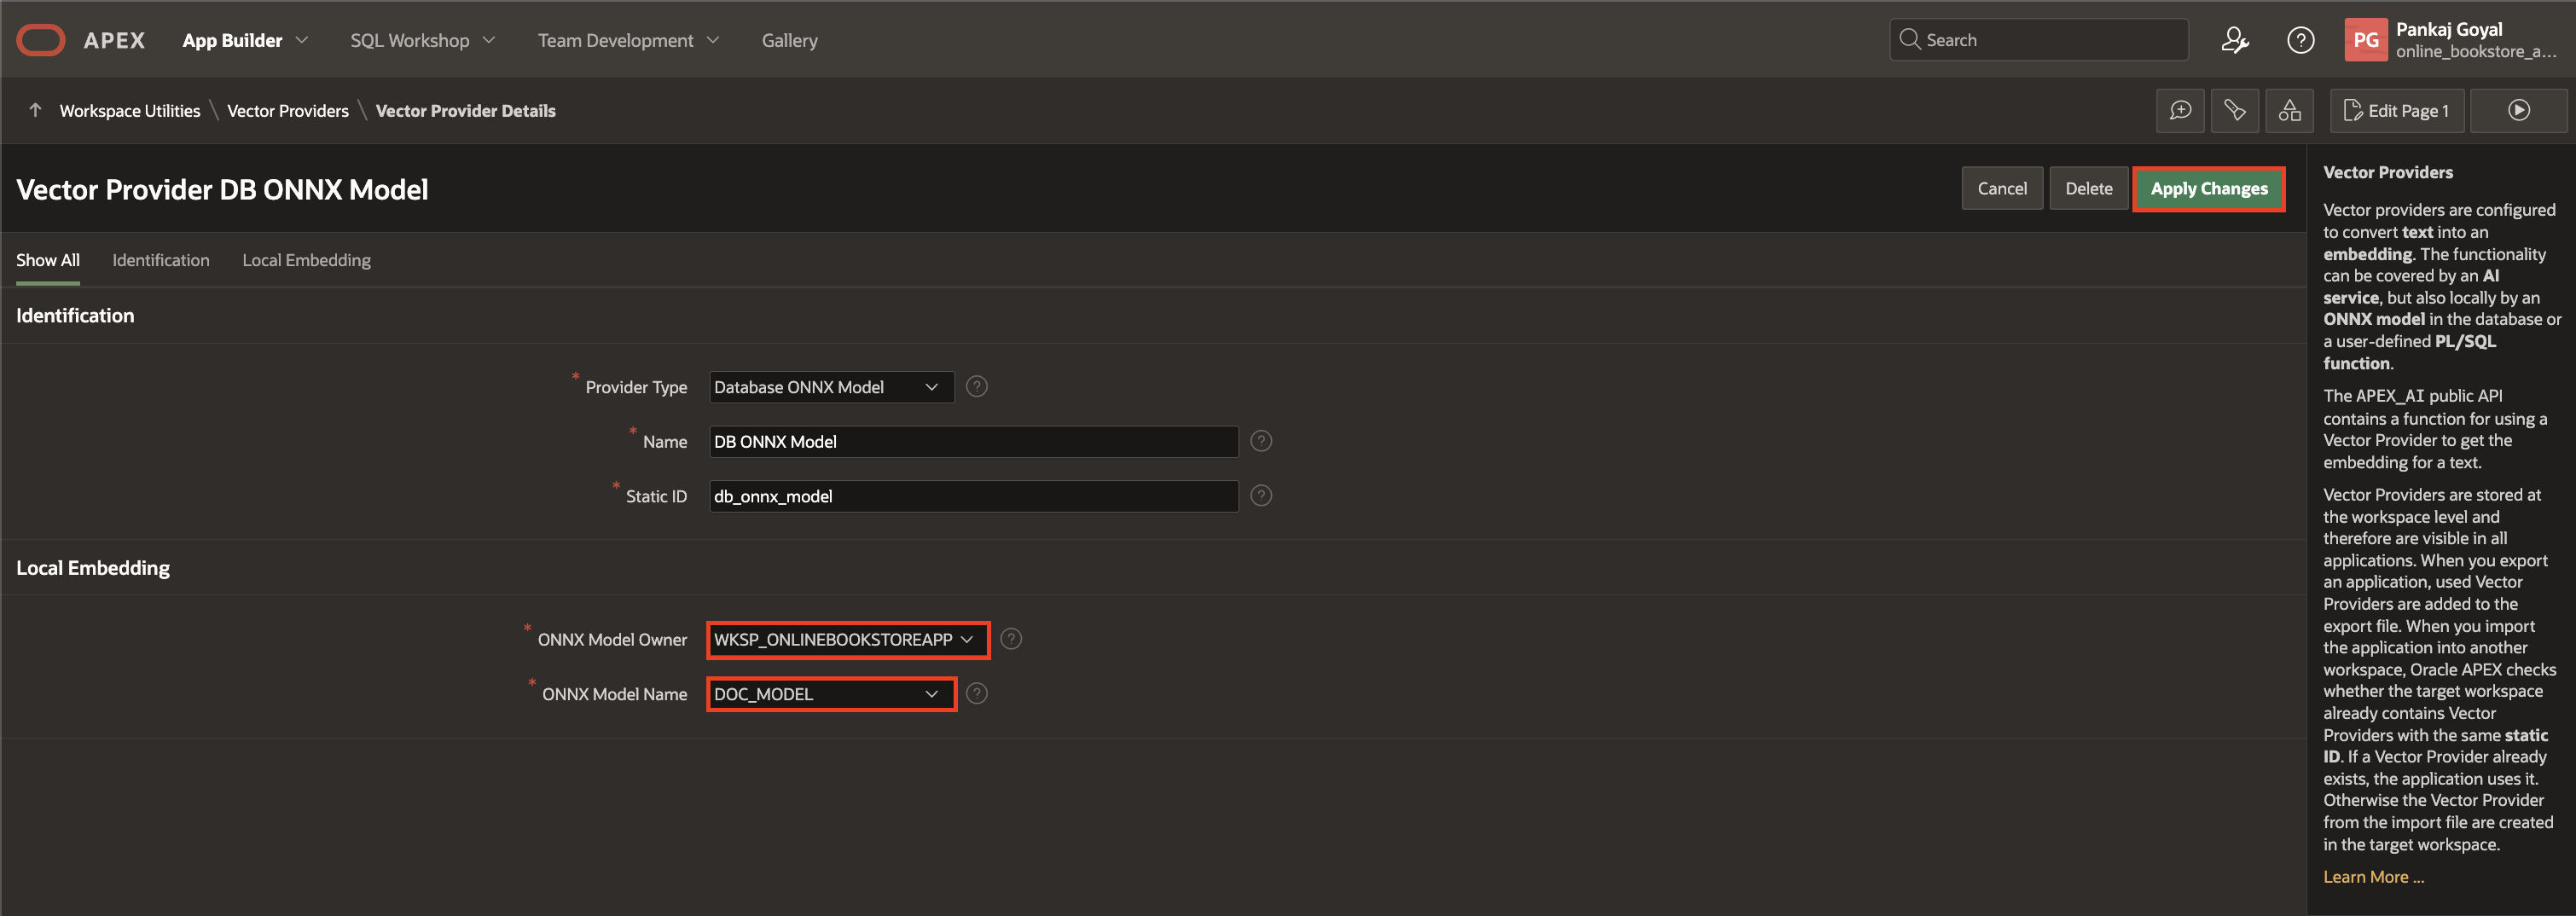 APEX App Builder SQL Workshop Team Development Gallery Search ? PG Pankaj Goyal
online_bookstore_a...
Workspace Utilities \ Vector Providers \ Vector Provider Details Edit Page 1
Vector Provider DB ONNX Model Cancel Delete Apply Changes
Show All Identification Local Embedding
Identification
* Provider Type Database ONNX Model ?
* Name DB ONNX Model ?
* Static ID db_onnx_model ?
Local Embedding
* ONNX Model Owner WKSP_ONLINEBOOKSTOREAPP ?
* ONNX Model Name DOC_MODEL ?
Vector Providers
Vector providers are configured
to convert text into an
embedding. The functionality
can be covered by an AI
service, but also locally by an
ONNX model in the database or
a user-defined PL/SQL
function.
The APEX_AI public API
contains a function for using a
Vector Provider to get the
embedding for a text.
Vector Providers are stored at
the workspace level and
therefore are visible in all
applications. When you export
an application, used Vector
Providers are added to the
export file. When you import
the application into another
workspace, Oracle APEX checks
whether the target workspace
already contains Vector
Providers with the same static
ID. If a Vector Provider already
exists, the application uses it.
Otherwise the Vector Provider
from the import file are created
in the target workspace.
Learn More ...